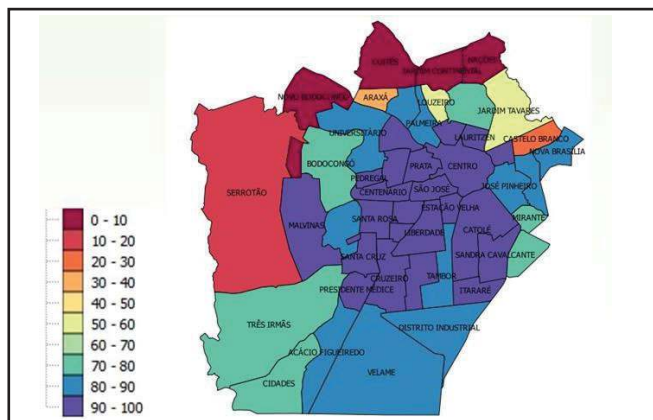 CUITÉS
NAÇÕES
JARDIM CONTINENTAL
NOVO BODOCONGÓ
ARAXÁ
LOUZEIRO
JARDIM TAVARES
PALMEIRA
UNIVERSITÁRIO
LAURITZEN
CASTELO BRANCO
NOVA BRASÍLIA
BODOCONGÓ
PRATA
CENTRO
PEDREGAL
SERROTÃO
CENTENÁRIO
SÃO JOSÉ
JOSÉ PINHEIRO
ESTAÇÃO VELHA
MIRANTE
SANTA ROSA
MALVINAS
LIBERDADE
CATOLÉ
SANDRA CAVALCANTE
SANTA CRUZ
CRUZEIRO
TAMBOR
PRESIDENTE MÉDICE
ITARARÉ
TRÊS IRMÃS
DISTRITO INDUSTRIAL
ACÁCIO FIGUEIREDO
VELAME
CIDADES
0 - 10
10 - 20
20 - 30
30 - 40
40 - 50
50 - 60
60 - 70
70 - 80
80 - 90
90 - 100